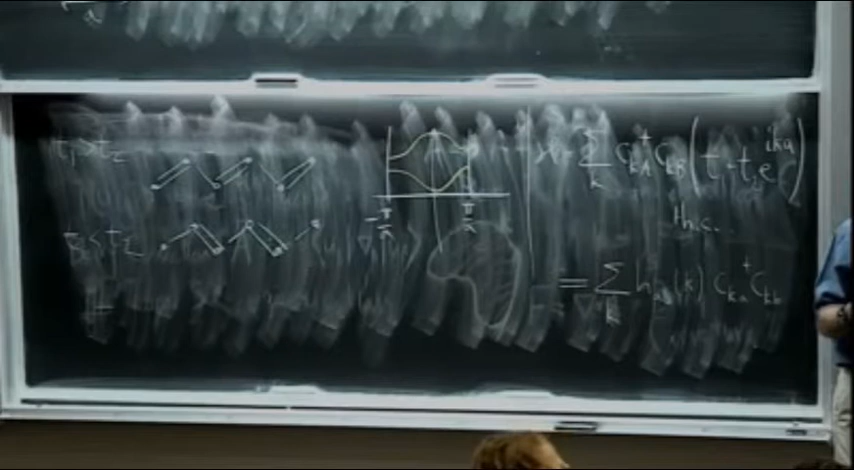 t₁ > t₂
t₁ < t₂
-π/a π/a
H = Σ_k c†_{kA} c_{kB} (t₁ + t₂ e^{ika})
+h.c.
= Σ_k h_{ab}(k) c†_{ka} c_{kb}